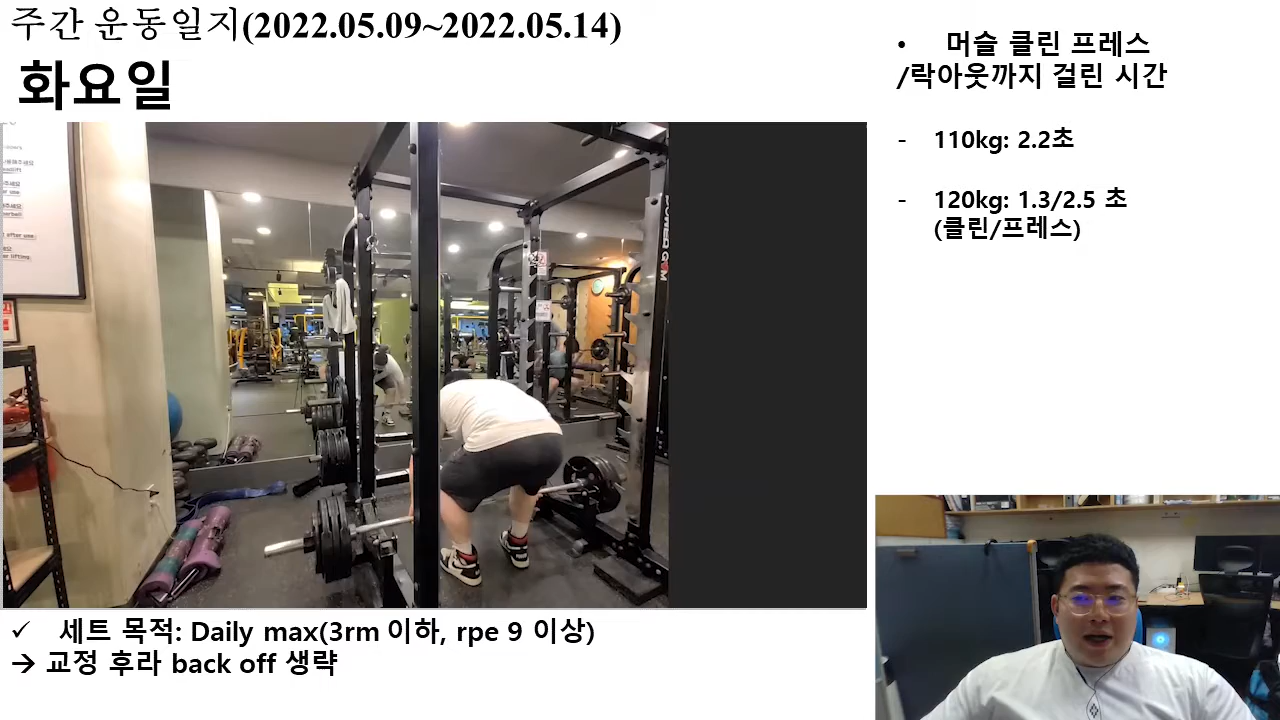 주간 운동일지(2022.05.09~2022.05.14)
화요일
• 머슬 클린 프레스
/락아웃까지 걸린 시간
- 110kg: 2.2초
- 120kg: 1.3/2.5 초
(클린/프레스)
POWER GYM
✓ 세트 목적: Daily max(3rm 이하, rpe 9 이상)
→ 교정 후라 back off 생략